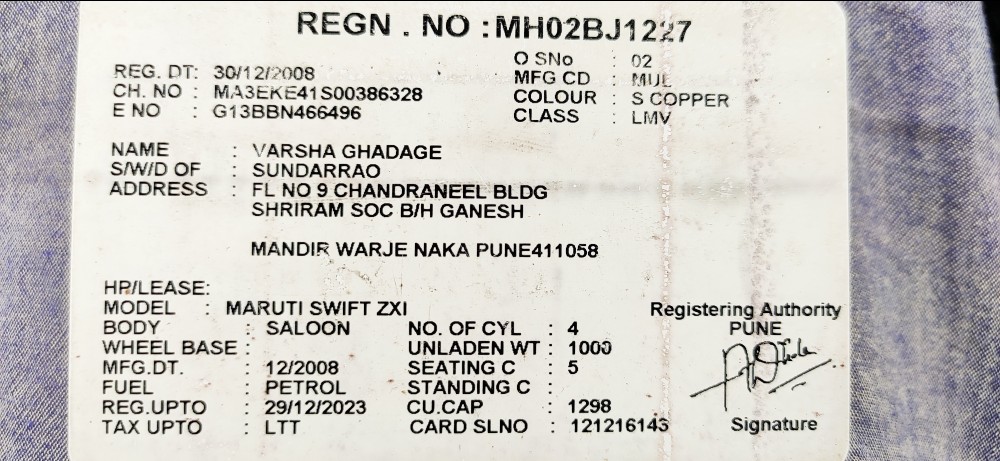 REGN . NO : MH02BJ1227
REG. DT: 30/12/2008 O SNo : 02
CH. NO : MA3EKE41S00386328 MFG CD : MUL
E NO : G13BBN466496 COLOUR : S COPPER
CLASS : LMV
NAME : VARSHA GHADAGE
S/W/D OF : SUNDARRAO
ADDRESS : FL NO 9 CHANDRANEEL BLDG
SHRIRAM SOC B/H GANESH
MANDIR WARJE NAKA PUNE411058
HP/LEASE:
MODEL : MARUTI SWIFT ZXI Registering Authority
BODY : SALOON NO. OF CYL : 4 PUNE
WHEEL BASE : UNLADEN WT : 1000
MFG.DT. : 12/2008 SEATING C : 5
FUEL : PETROL STANDING C :
REG.UPTO : 29/12/2023 CU.CAP : 1298
TAX UPTO : LTT CARD SLNO : 121216143 Signature